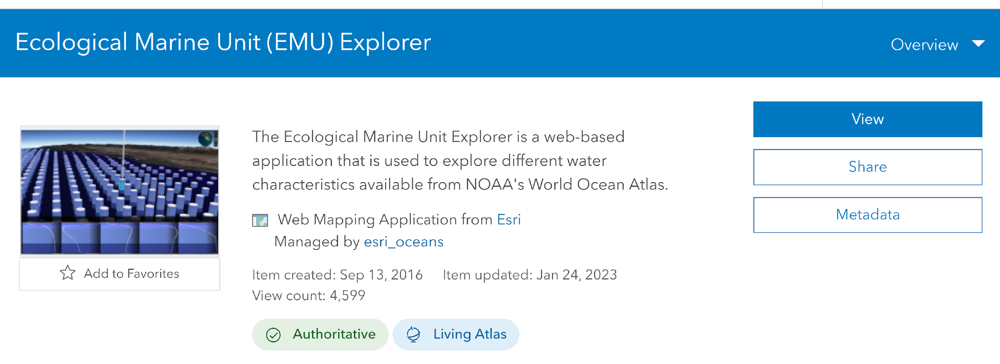 Ecological Marine Unit (EMU) Explorer
Overview
View
Share
Metadata
The Ecological Marine Unit Explorer is a web-based
application that is used to explore different water
characteristics available from NOAA's World Ocean Atlas.
Web Mapping Application from Esri
Managed by esri_oceans
Add to Favorites
Item created: Sep 13, 2016 Item updated: Jan 24, 2023
View count: 4,599
Authoritative
Living Atlas